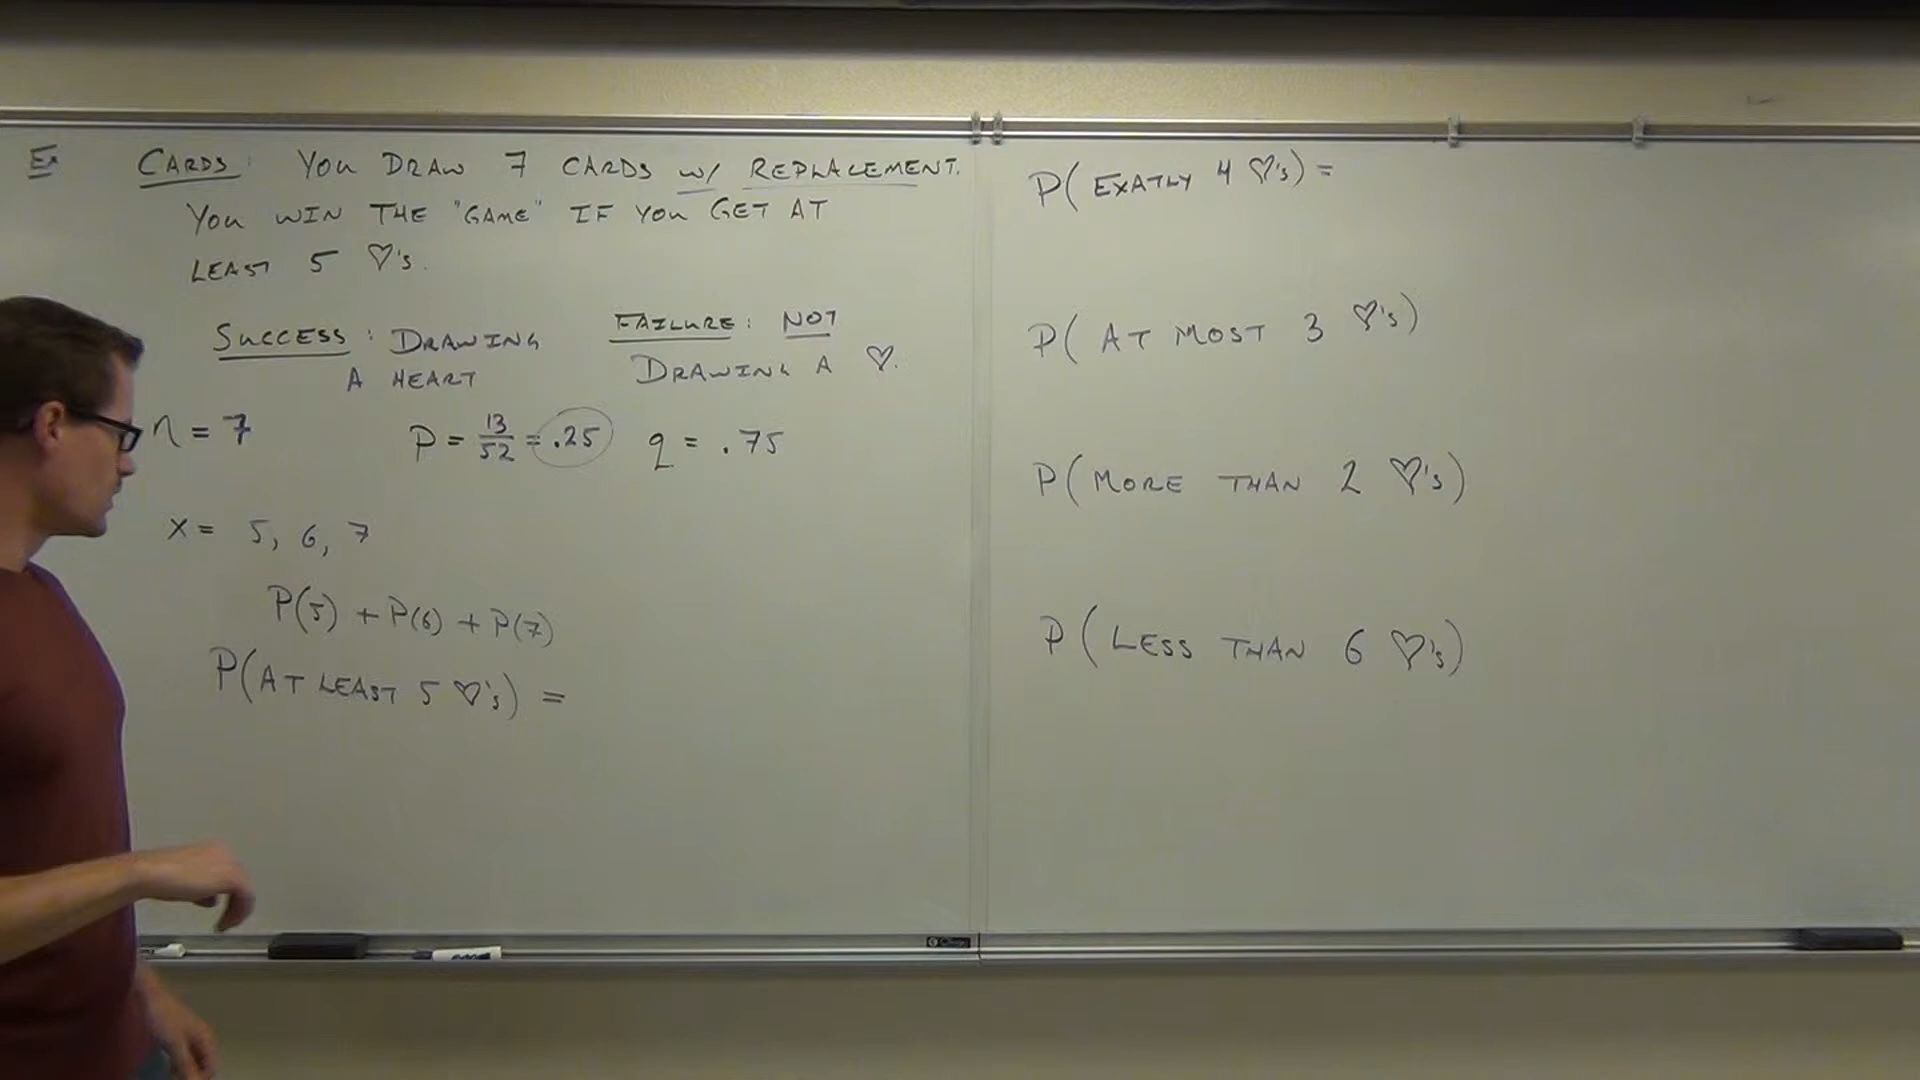 Ex CARDS: YOU DRAW 7 CARDS W/ REPLACEMENT.
YOU WIN THE "GAME" IF YOU GET AT
LEAST 5 ♡'s.
SUCCESS: DRAWING
A HEART
FAILURE: NOT
DRAWING A ♡.
n = 7
P = 13/52 = .25
q = .75
x = 5, 6, 7
P(5) + P(6) + P(7)
P(AT LEAST 5 ♡'s) =
P(EXATLY 4 ♡'s) =
P(AT MOST 3 ♡'s)
P(MORE THAN 2 ♡'s)
P(LESS THAN 6 ♡'s)